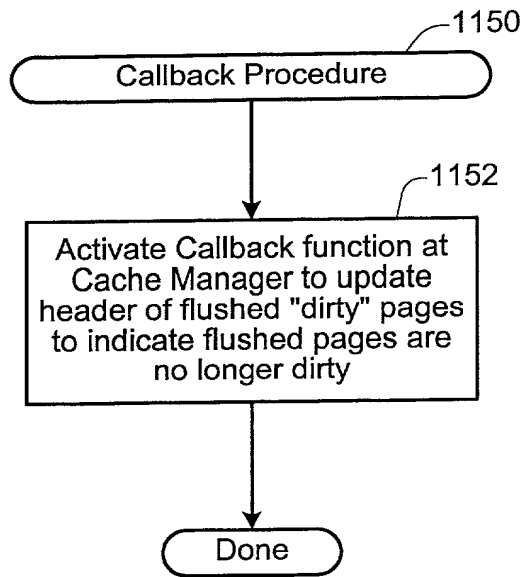 1150
Callback Procedure
1152
Activate Callback function at
Cache Manager to update
header of flushed "dirty" pages
to indicate flushed pages are
no longer dirty
Done